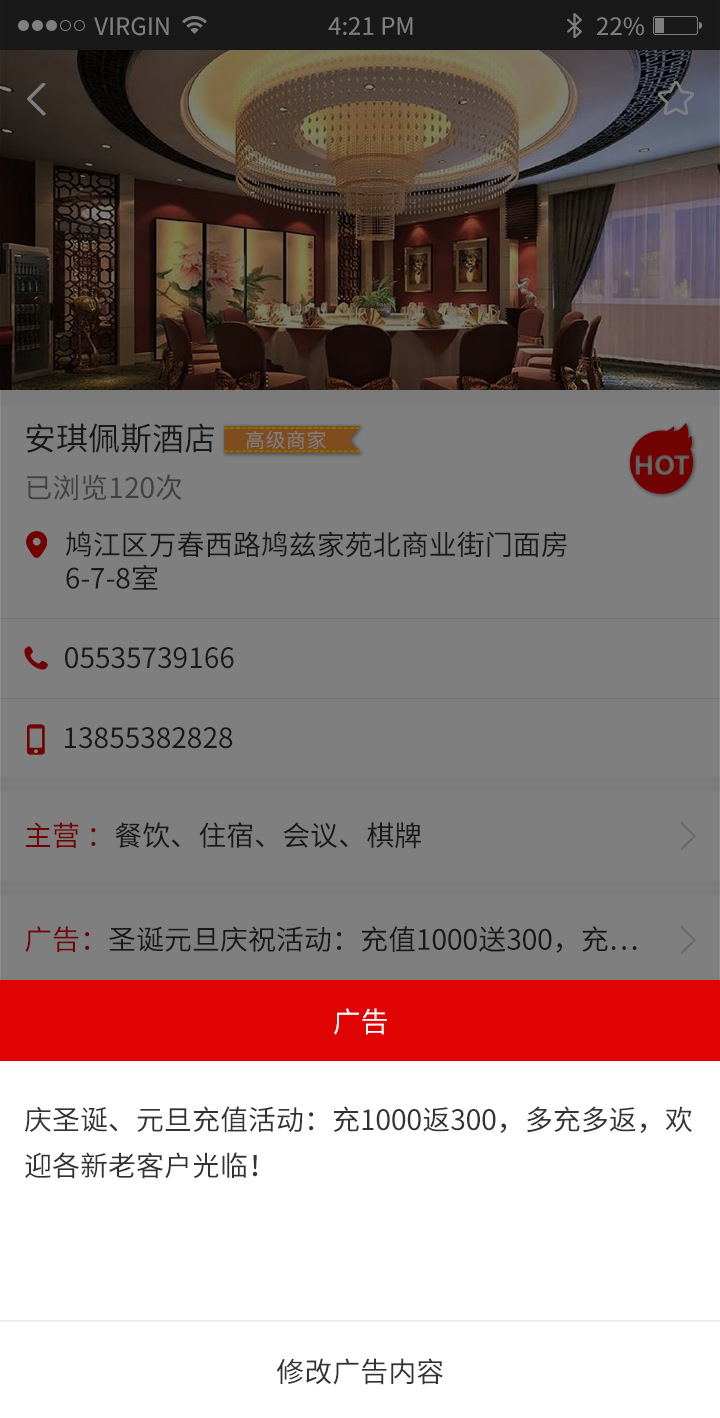 VIRGIN 4:21 PM 22%
安琪佩斯酒店 高级商家
HOT
已浏览120次
鸠江区万春西路鸠兹家苑北商业街门面房
6-7-8室
05535739166
13855382828
主营： 餐饮、住宿、会议、棋牌
广告：圣诞元旦庆祝活动：充值1000送300，充…
广告
庆圣诞、元旦充值活动：充1000返300，多充多返，欢
迎各新老客户光临！
修改广告内容